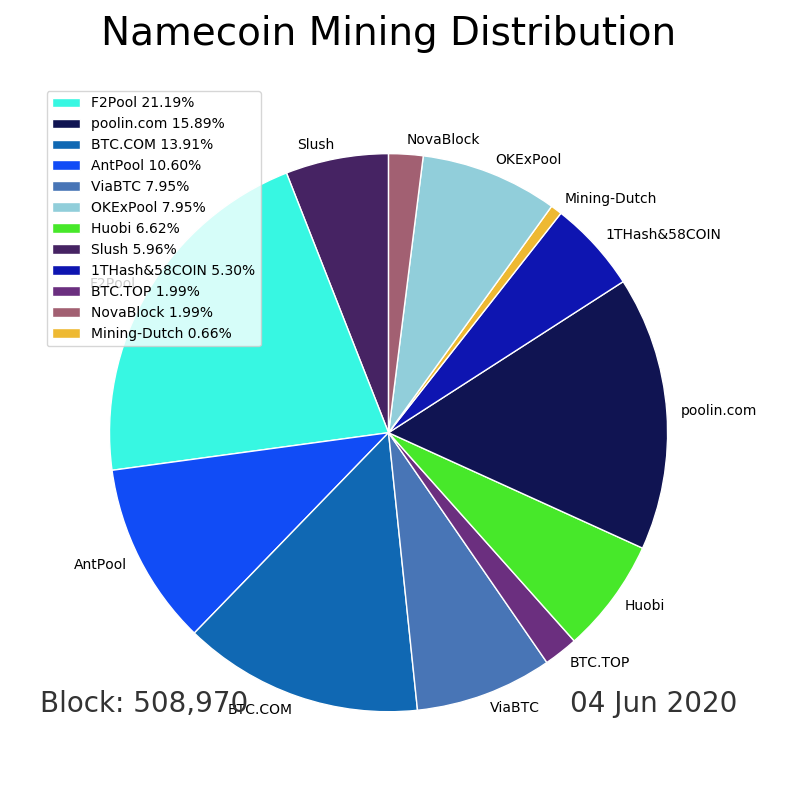 Namecoin Mining Distribution
F2Pool 21.19%
poolin.com 15.89%
BTC.COM 13.91%
AntPool 10.60%
ViaBTC 7.95%
OKExPool 7.95%
Huobi 6.62%
Slush 5.96%
1THash&58COIN 5.30%
BTC.TOP 1.99%
NovaBlock 1.99%
Mining-Dutch 0.66%
Slush
NovaBlock
OKExPool
Mining-Dutch
1THash&58COIN
F2Pool
poolin.com
AntPool
Huobi
BTC.TOP
BTC.COM
ViaBTC
Block: 508,970
04 Jun 2020